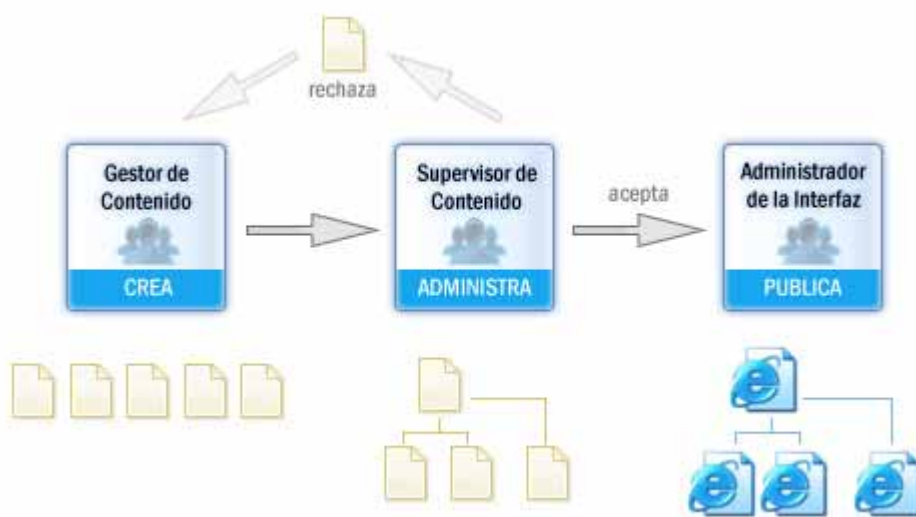 rechaza
Gestor de
Contenido
CREA
Supervisor de
Contenido
ADMINISTRA
acepta
Administrador
de la Interfaz
PUBLICA